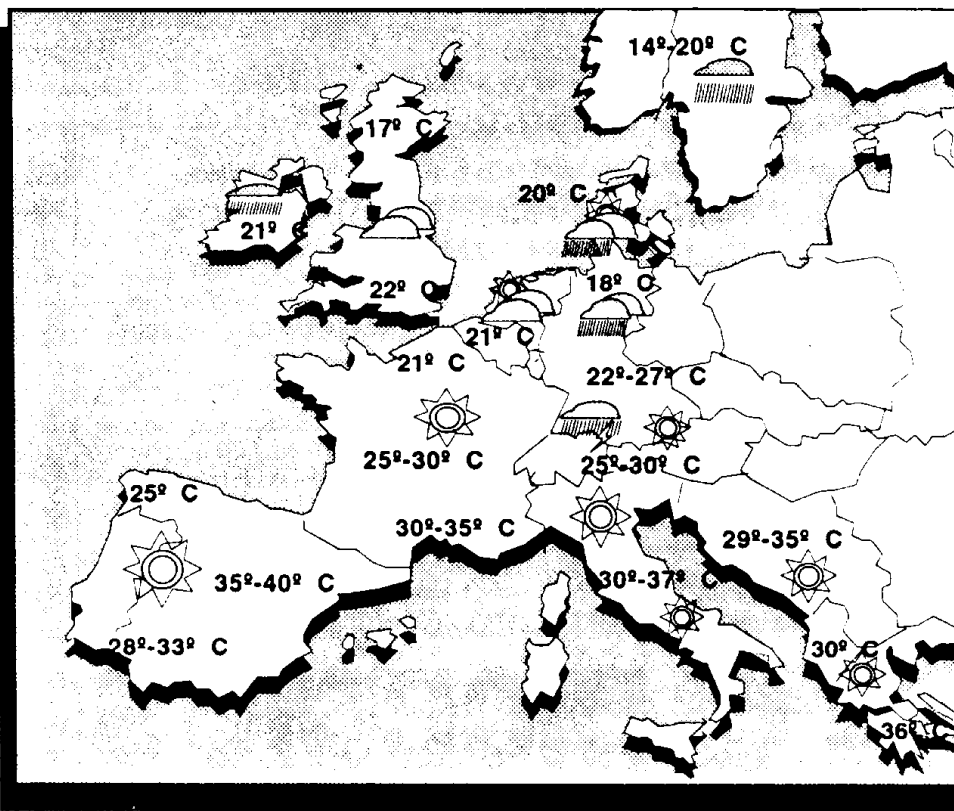 14º-20º C
17º C
20º C
21º C
18º C
22º C
21º C
21º C
22º-27º C
25º-30º C
25º-30º C
25º C
30º-35º C
29º-35º C
35º-40º C
30º-37º C
28º-33º C
30º C
36º C